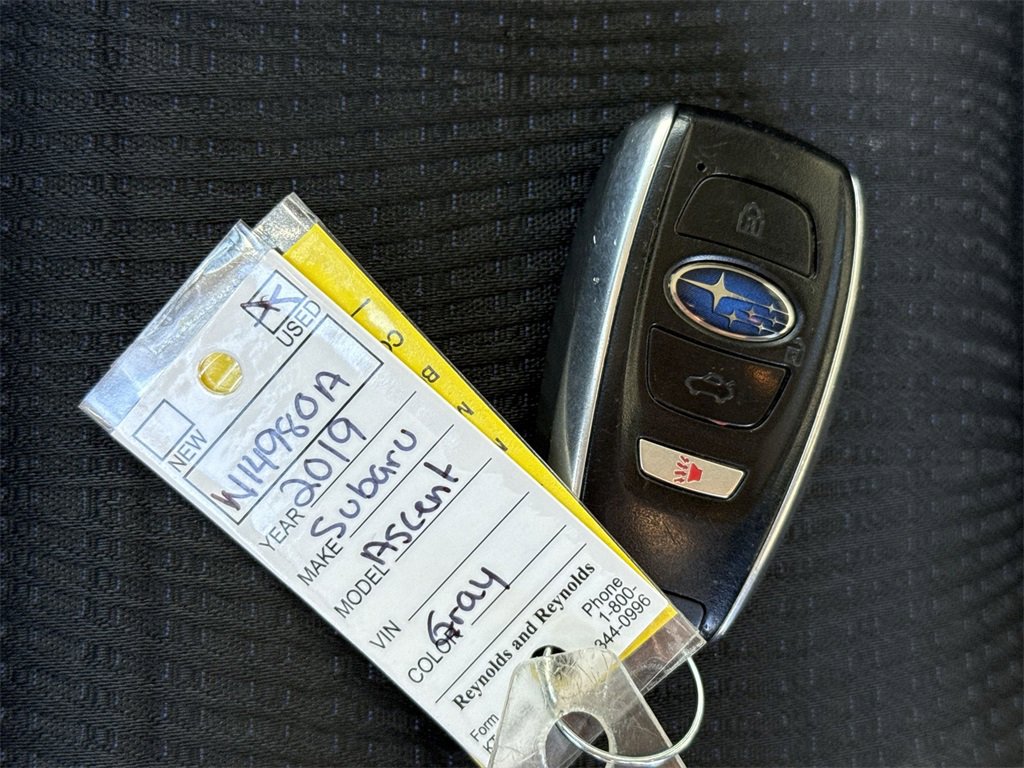 NEW
USED
W14980A
YEAR 2019
MAKE Subaru
MODEL Ascent
VIN
COLOR Gray
Reynolds and Reynolds
Form
Phone
1-800-
344-0996